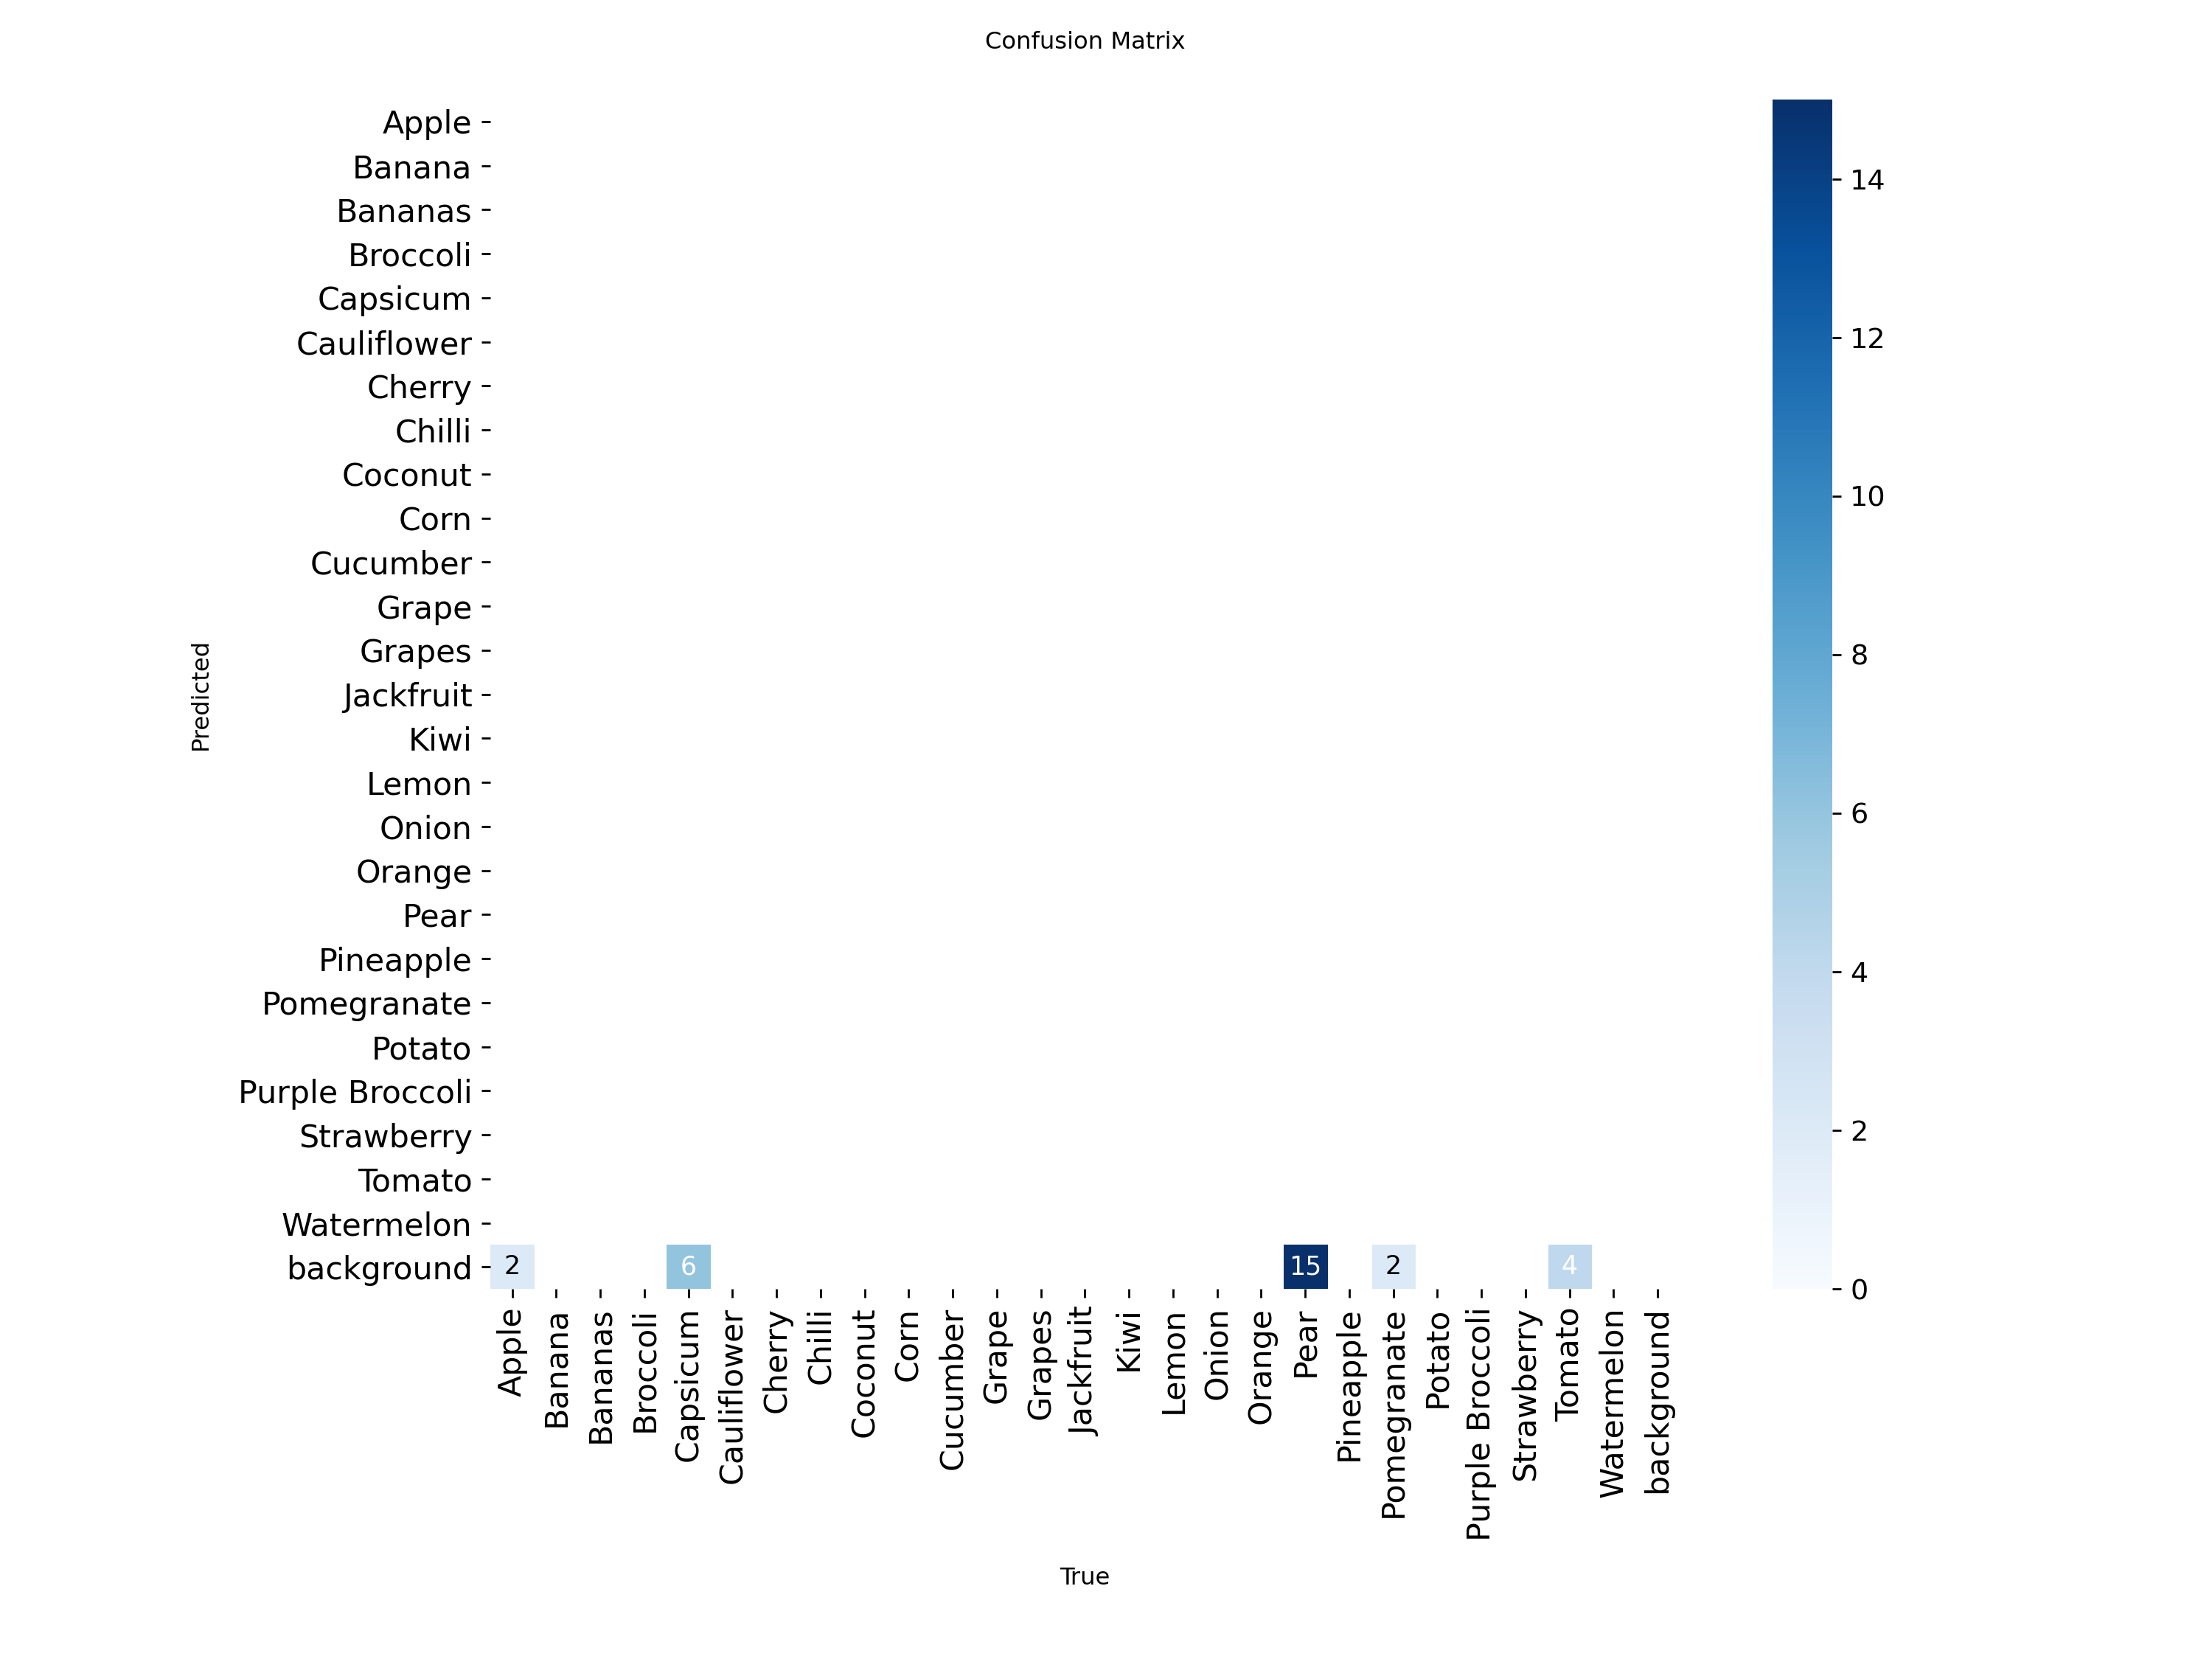 Confusion Matrix
Predicted
Apple
Banana
Bananas
Broccoli
Capsicum
Cauliflower
Cherry
Chilli
Coconut
Corn
Cucumber
Grape
Grapes
Jackfruit
Kiwi
Lemon
Onion
Orange
Pear
Pineapple
Pomegranate
Potato
Purple Broccoli
Strawberry
Tomato
Watermelon
background
2 6 15 2 4
Apple
Banana
Bananas
Broccoli
Capsicum
Cauliflower
Cherry
Chilli
Coconut
Corn
Cucumber
Grape
Grapes
Jackfruit
Kiwi
Lemon
Onion
Orange
Pear
Pineapple
Pomegranate
Potato
Purple Broccoli
Strawberry
Tomato
Watermelon
background
True
14
12
10
8
6
4
2
0